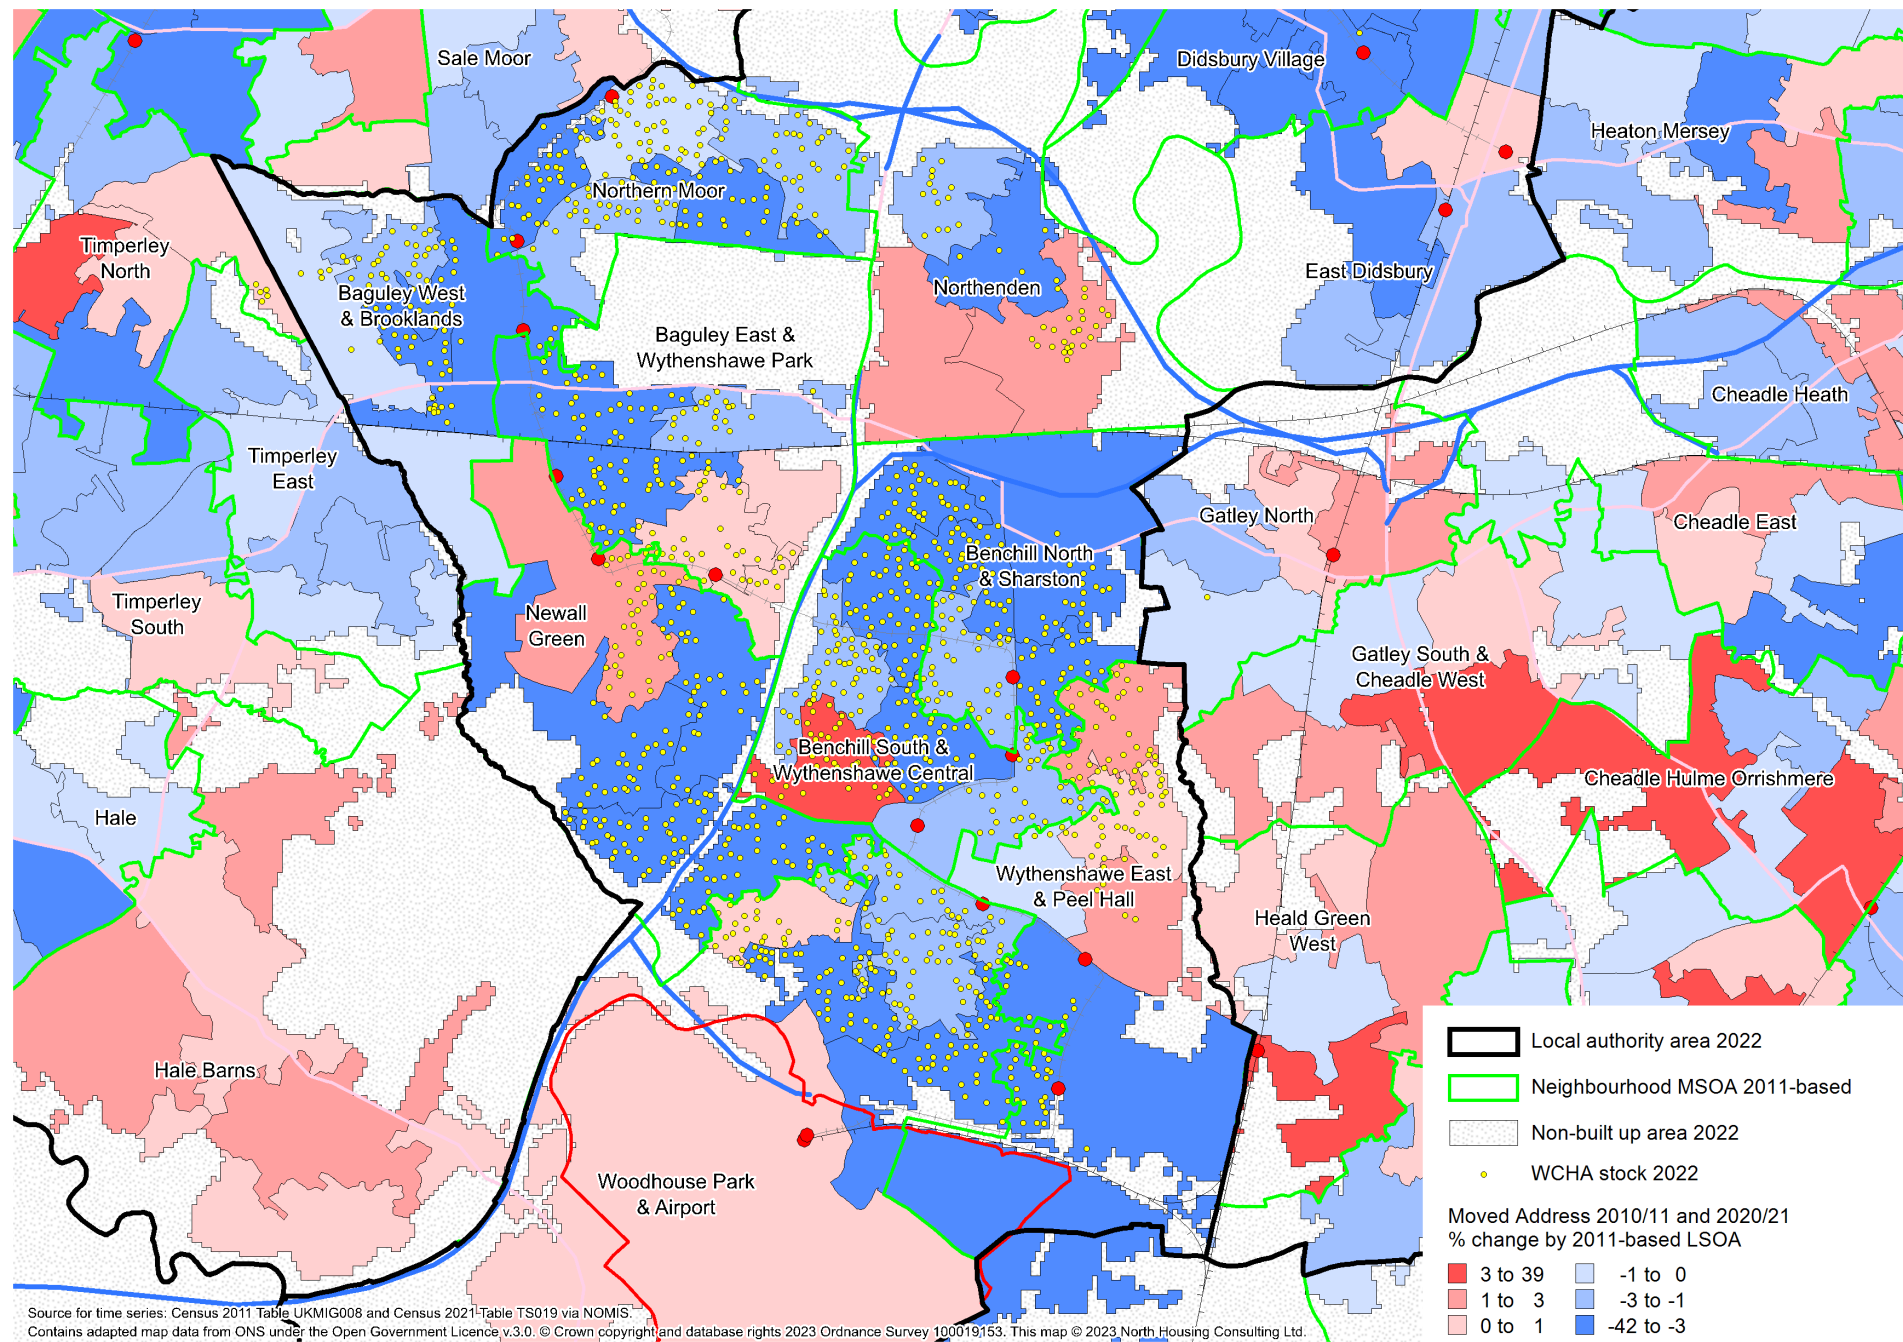 Sale Moor
Didsbury Village
Heaton Mersey
Northern Moor
Timperley
North
Baguley West
& Brooklands
Northenden
East Didsbury
Baguley East &
Wythenshawe Park
Cheadle Heath
Timperley
East
Gatley North
Cheadle East
Benchill North
& Sharston
Timperley
South
Newall
Green
Gatley South &
Cheadle West
Benchill South &
Wythenshawe Central
Cheadle Hulme Orrishmere
Hale
Wythenshawe East
& Peel Hall
Heald Green
West
Hale Barns
Woodhouse Park
& Airport
Local authority area 2022
Neighbourhood MSOA 2011-based
Non-built up area 2022
WCHA stock 2022
Moved Address 2010/11 and 2020/21
% change by 2011-based LSOA
3 to 39 -1 to 0
1 to 3 -3 to -1
0 to 1 -42 to -3
Source for time series: Census 2011 Table UKMIG008 and Census 2021 Table TS019 via NOMIS.
Contains adapted map data from ONS under the Open Government Licence v.3.0. © Crown copyright and database rights 2023 Ordnance Survey 100019153. This map © 2023 North Housing Consulting Ltd.